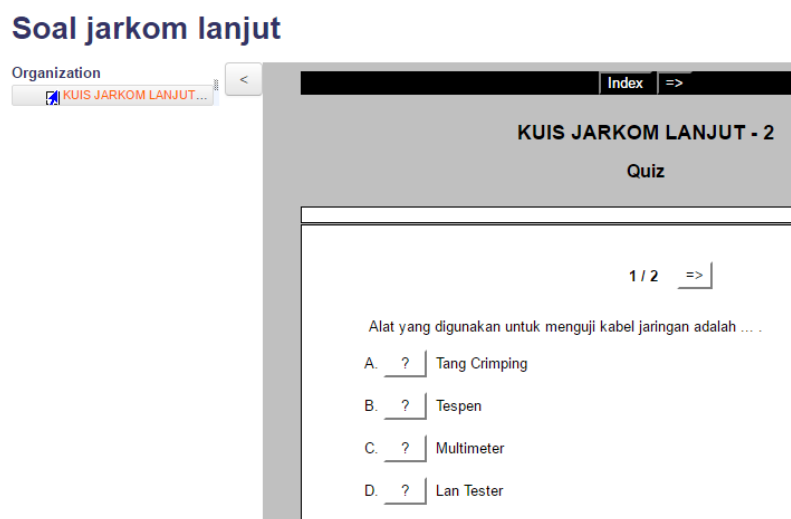 Soal jarkom lanjut
Organization
KUIS JARKOM LANJUT...
<
Index =>
KUIS JARKOM LANJUT - 2
Quiz
1 / 2 =>
Alat yang digunakan untuk menguji kabel jaringan adalah ... .
A. ? Tang Crimping
B. ? Tespen
C. ? Multimeter
D. ? Lan Tester